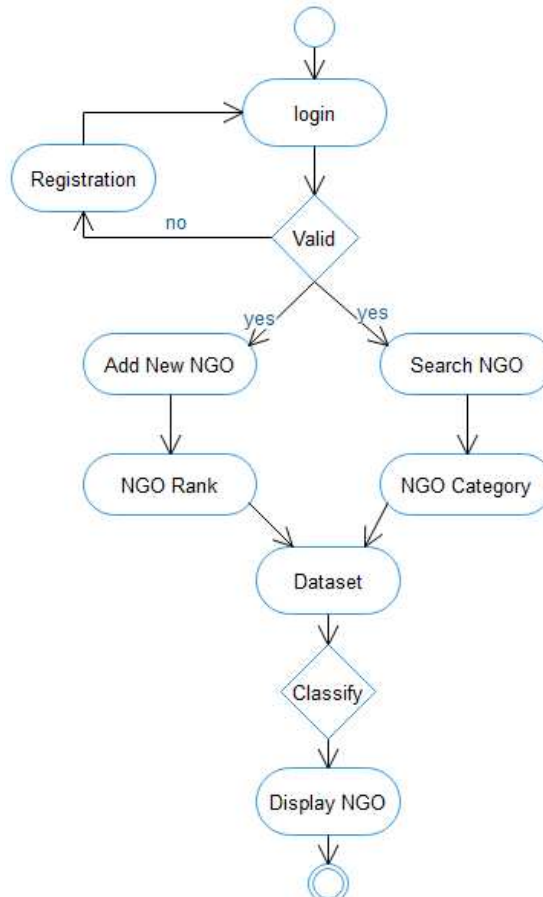 login
Registration
no
Valid
yes
yes
Add New NGO
Search NGO
NGO Rank
NGO Category
Dataset
Classify
Display NGO